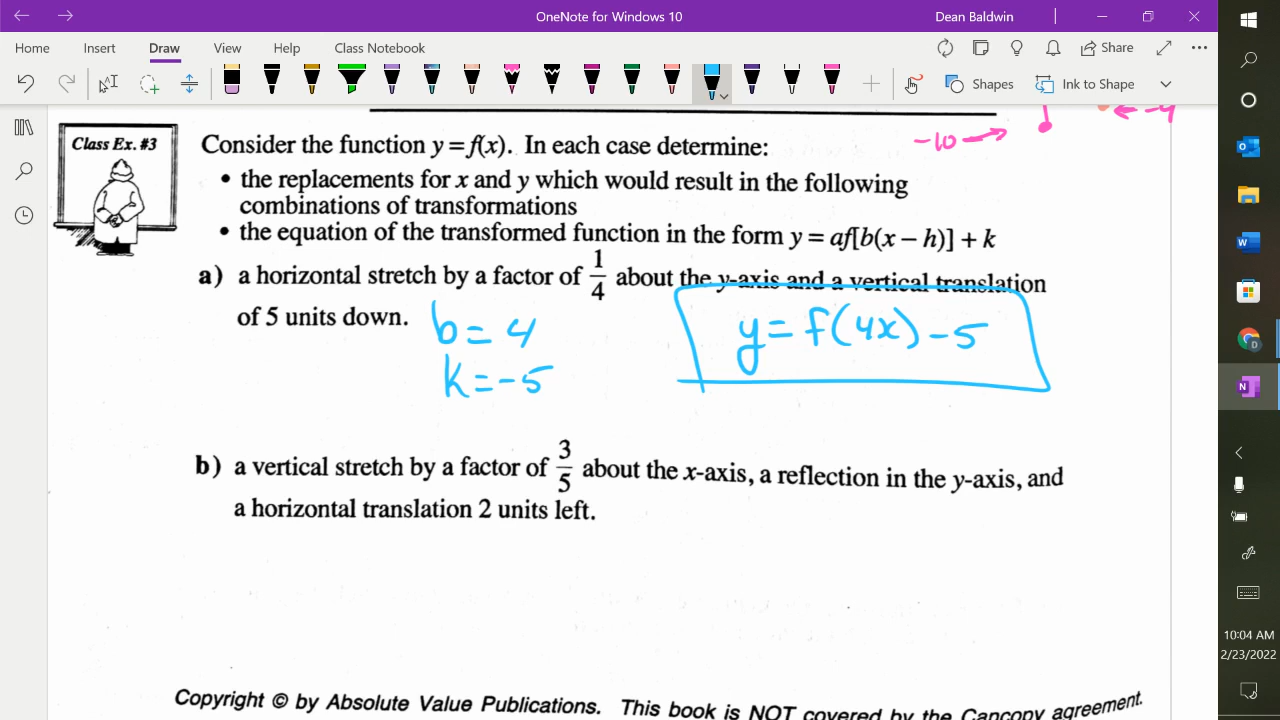 OneNote for Windows 10
Dean Baldwin
Home Insert Draw View Help Class Notebook
Share
Shapes
Ink to Shape
-10 → ← -4
Class Ex. #3
Consider the function y = f(x). In each case determine:
• the replacements for x and y which would result in the following
combinations of transformations
• the equation of the transformed function in the form y = af[b(x – h)] + k
a) a horizontal stretch by a factor of 1/4 about the y-axis and a vertical translation
of 5 units down.
b = 4
k = -5
y = f(4x) - 5
b) a vertical stretch by a factor of 3/5 about the x-axis, a reflection in the y-axis, and
a horizontal translation 2 units left.
Copyright © by Absolute Value Publications. This book is NOT covered by the Cancopy agreement.
10:04 AM
2/23/2022